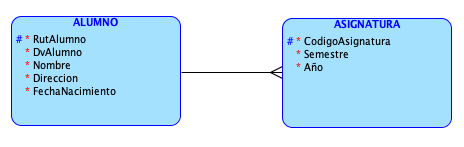 ALUMNO
# * RutAlumno
* DvAlumno
* Nombre
* Direccion
* FechaNacimiento
ASIGNATURA
# * CodigoAsignatura
* Semestre
* Año